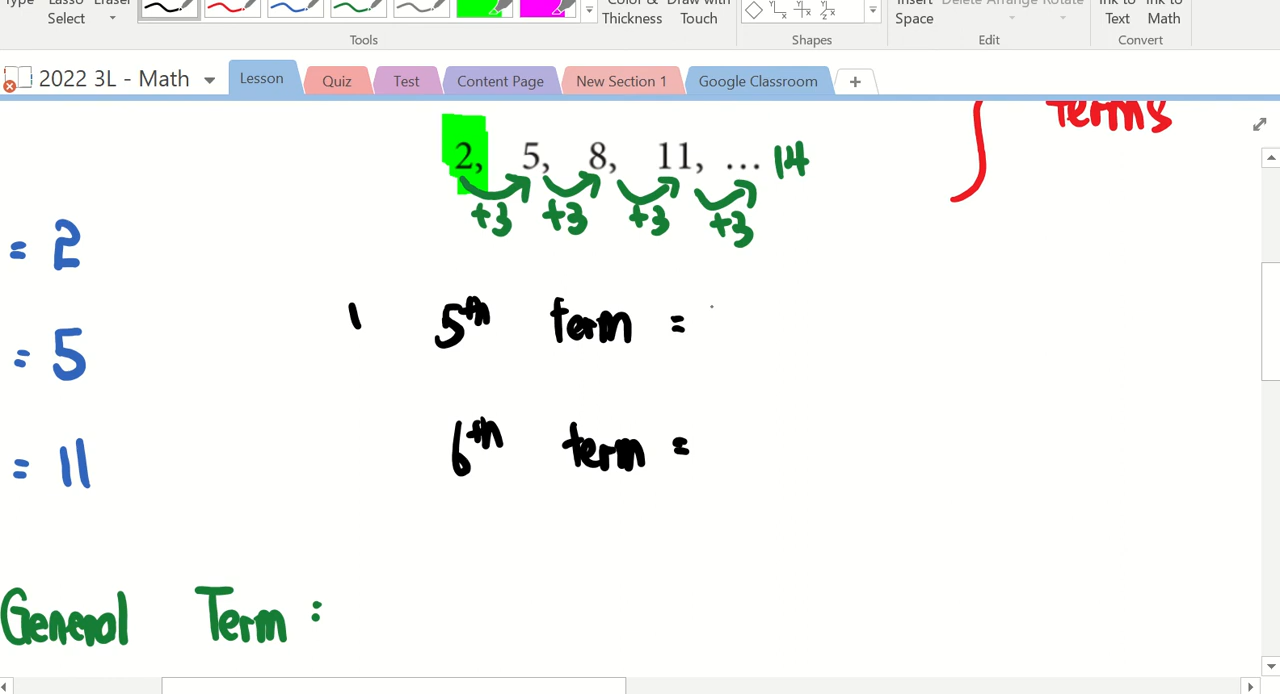 Lasso Select
Color & Thickness
Draw with Touch
Insert Space
Delete Arrange Rotate
Ink to Text
Ink to Math
Tools
Shapes
Edit
Convert
2022 3L - Math
Lesson
Quiz
Test
Content Page
New Section 1
Google Classroom
+
terms
2, 5, 8, 11, ... 14
+3 +3 +3 +3
= 2
5th term =
= 5
6th term =
= 11
General Term :